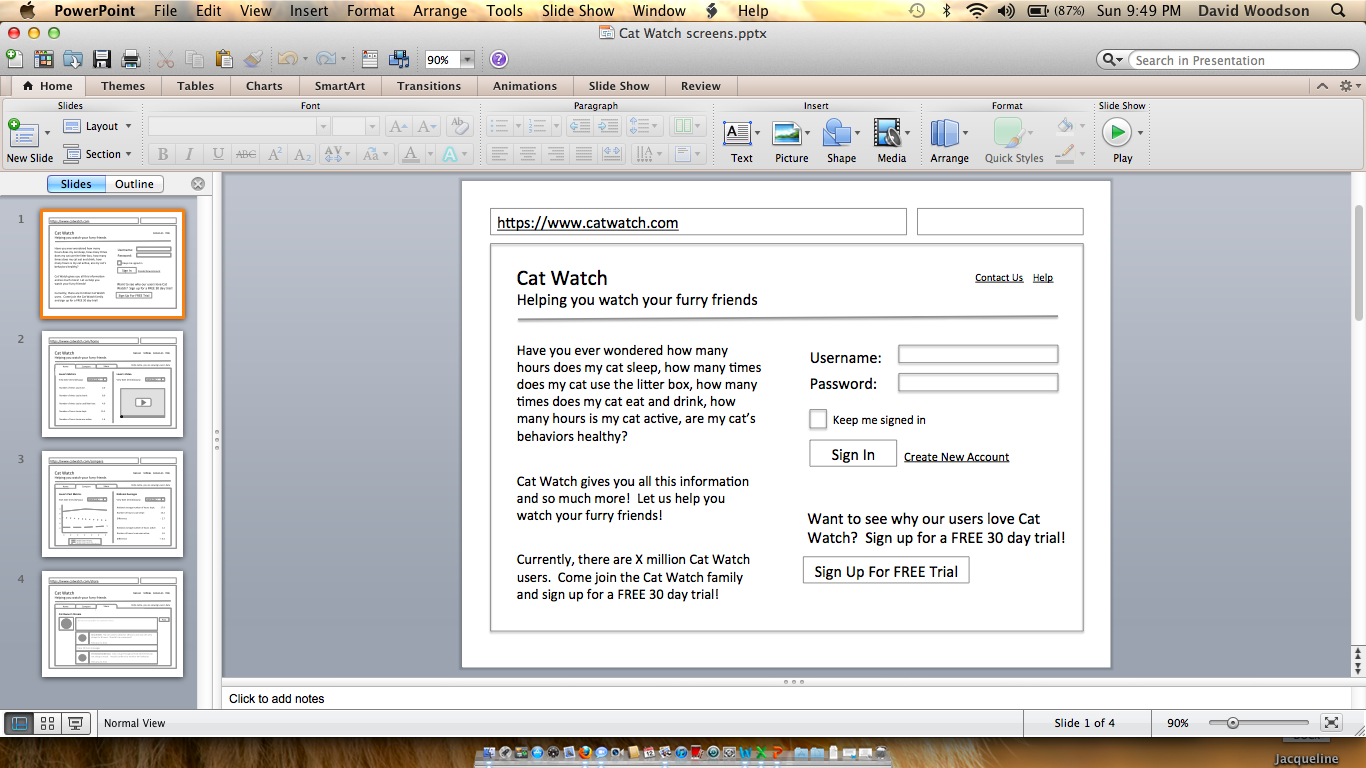 PowerPoint File Edit View Insert Format Arrange Tools Slide Show Window Help (87%) Sun 9:49 PM David Woodson
Cat Watch screens.pptx
90% ? Search in Presentation
Home Themes Tables Charts SmartArt Transitions Animations Slide Show Review
Slides Font Paragraph Insert Format Slide Show
Layout
Section
New Slide
B I U ABC A² A₂ AV Aa A A
Text Picture Shape Media Arrange Quick Styles Play
Slides Outline
1
2
3
4
https://www.catwatch.com
Cat Watch
Helping you watch your furry friends
Contact Us Help
Have you ever wondered how many
hours does my cat sleep, how many times
does my cat use the litter box, how many
times does my cat eat and drink, how
many hours is my cat active, are my cat’s
behaviors healthy?
Cat Watch gives you all this information
and so much more! Let us help you
watch your furry friends!
Currently, there are X million Cat Watch
users. Come join the Cat Watch family
and sign up for a FREE 30 day trial!
Username:
Password:
Keep me signed in
Sign In Create New Account
Want to see why our users love Cat
Watch? Sign up for a FREE 30 day trial!
Sign Up For FREE Trial
Click to add notes
Normal View Slide 1 of 4 90%
Jacqueline